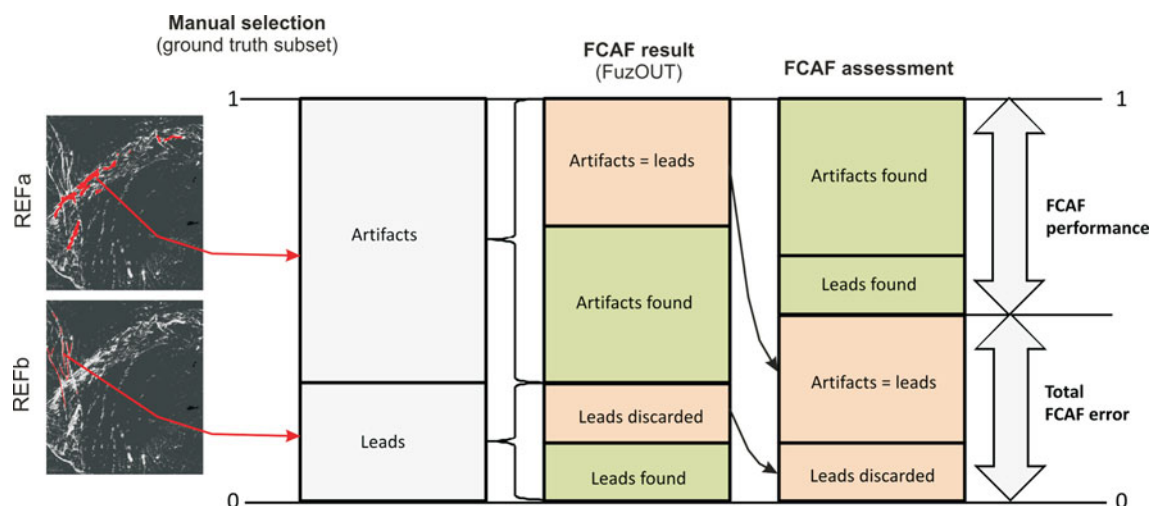 Manual selection
(ground truth subset)
FCAF result
(FuzOUT)
FCAF assessment
1
1
REFa
REFb
Artifacts
Leads
Artifacts = leads
Artifacts found
Leads discarded
Leads found
Artifacts found
Leads found
Artifacts = leads
Leads discarded
FCAF
performance
Total
FCAF error
0
0